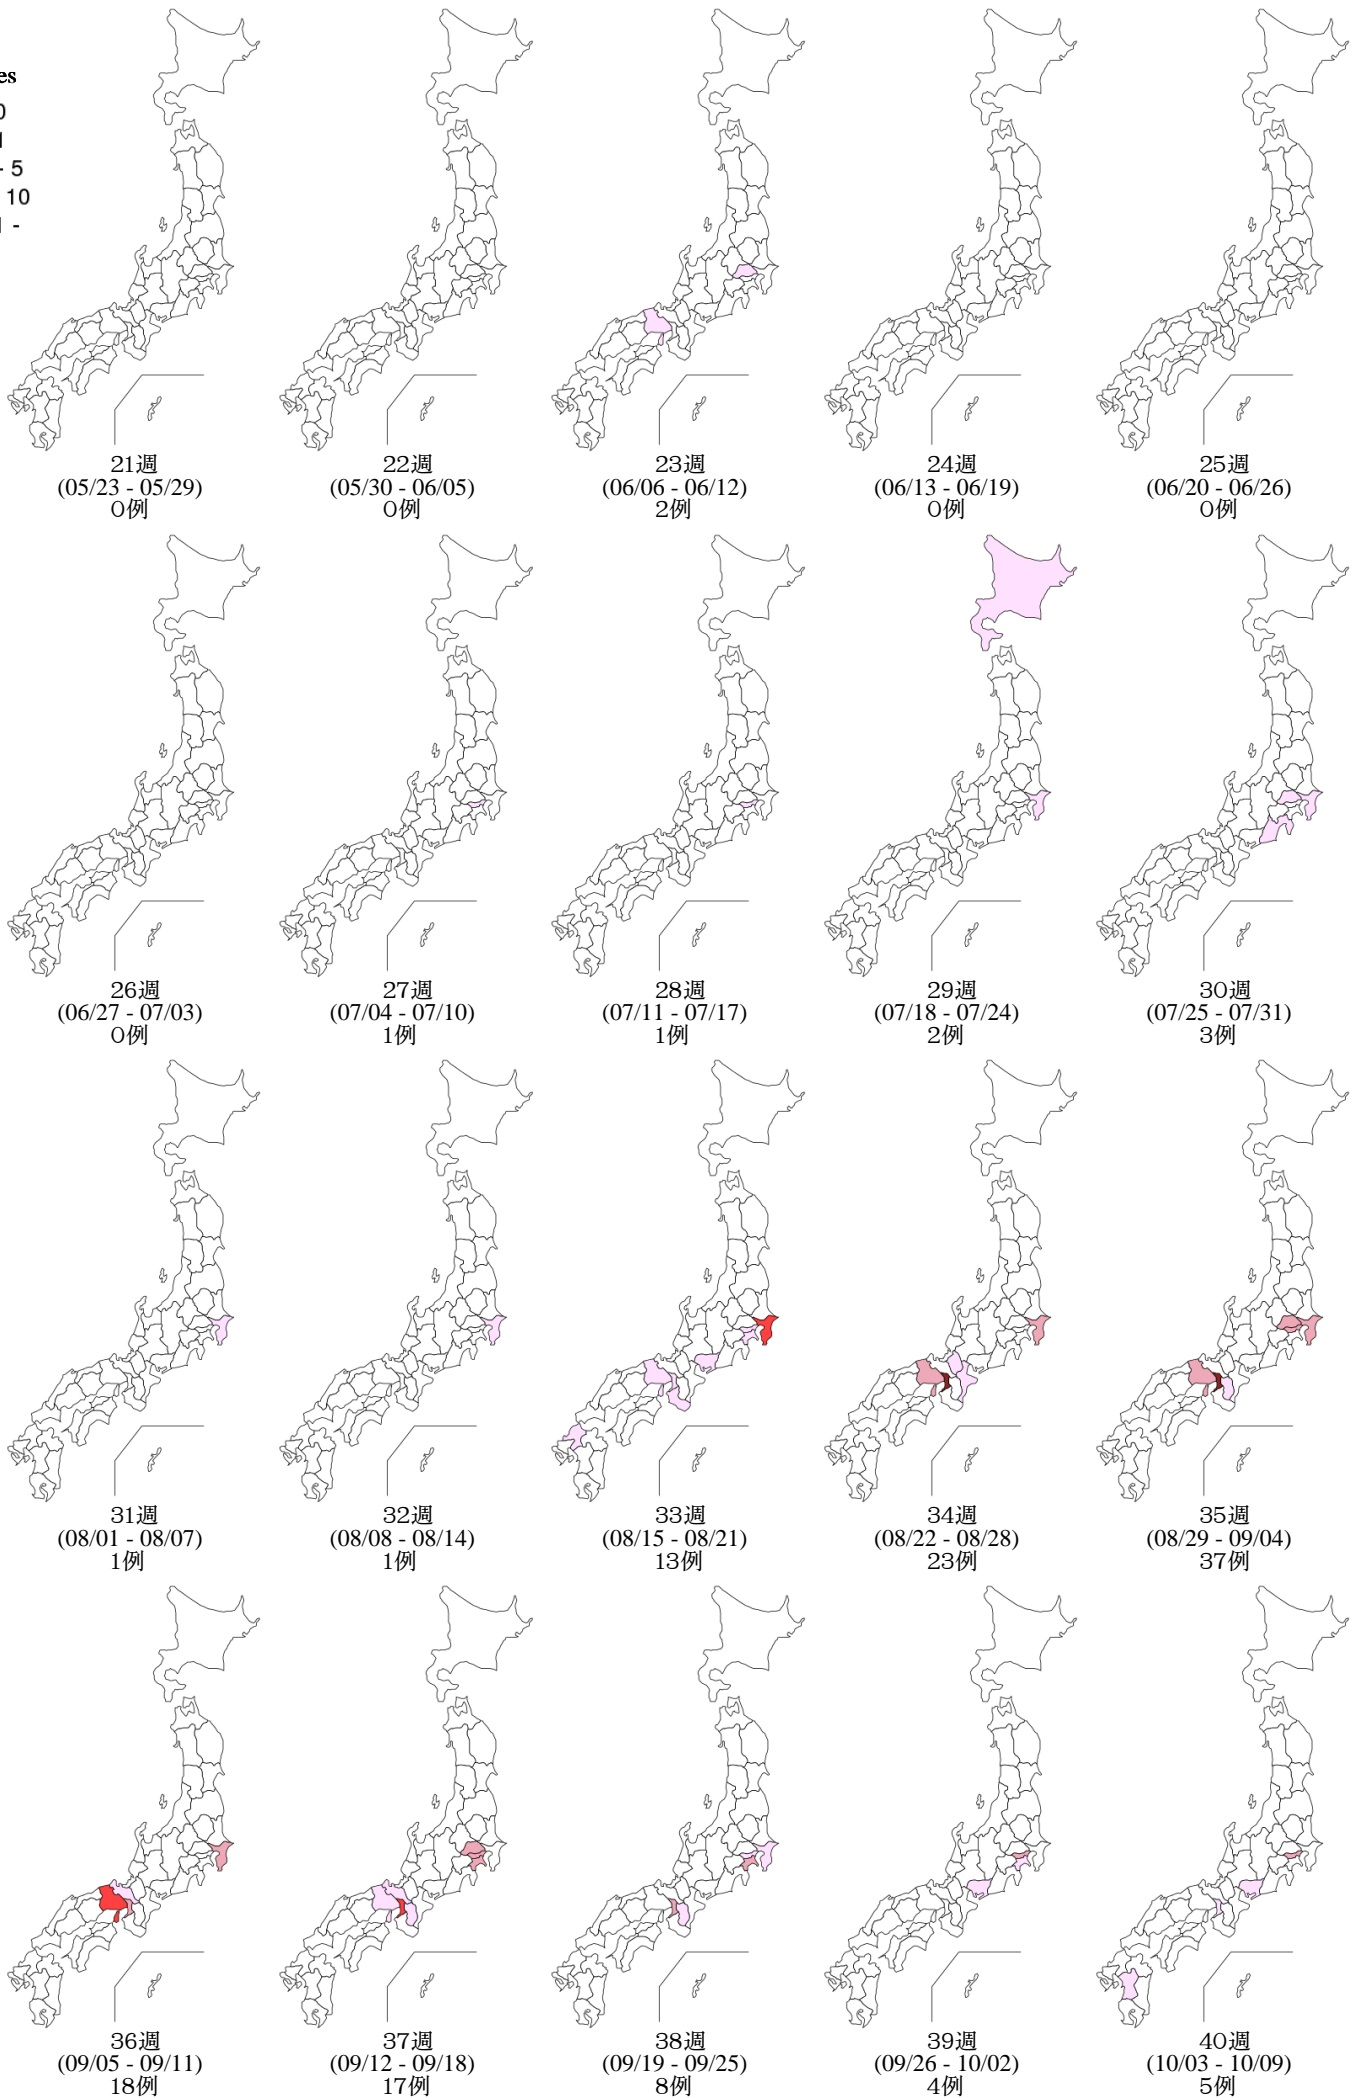 es
0
1
- 5
10
1 -
21週
(05/23 - 05/29)
0例
22週
(05/30 - 06/05)
0例
23週
(06/06 - 06/12)
2例
24週
(06/13 - 06/19)
0例
25週
(06/20 - 06/26)
0例
26週
(06/27 - 07/03)
0例
27週
(07/04 - 07/10)
1例
28週
(07/11 - 07/17)
1例
29週
(07/18 - 07/24)
2例
30週
(07/25 - 07/31)
3例
31週
(08/01 - 08/07)
1例
32週
(08/08 - 08/14)
1例
33週
(08/15 - 08/21)
13例
34週
(08/22 - 08/28)
23例
35週
(08/29 - 09/04)
37例
36週
(09/05 - 09/11)
18例
37週
(09/12 - 09/18)
17例
38週
(09/19 - 09/25)
8例
39週
(09/26 - 10/02)
4例
40週
(10/03 - 10/09)
5例